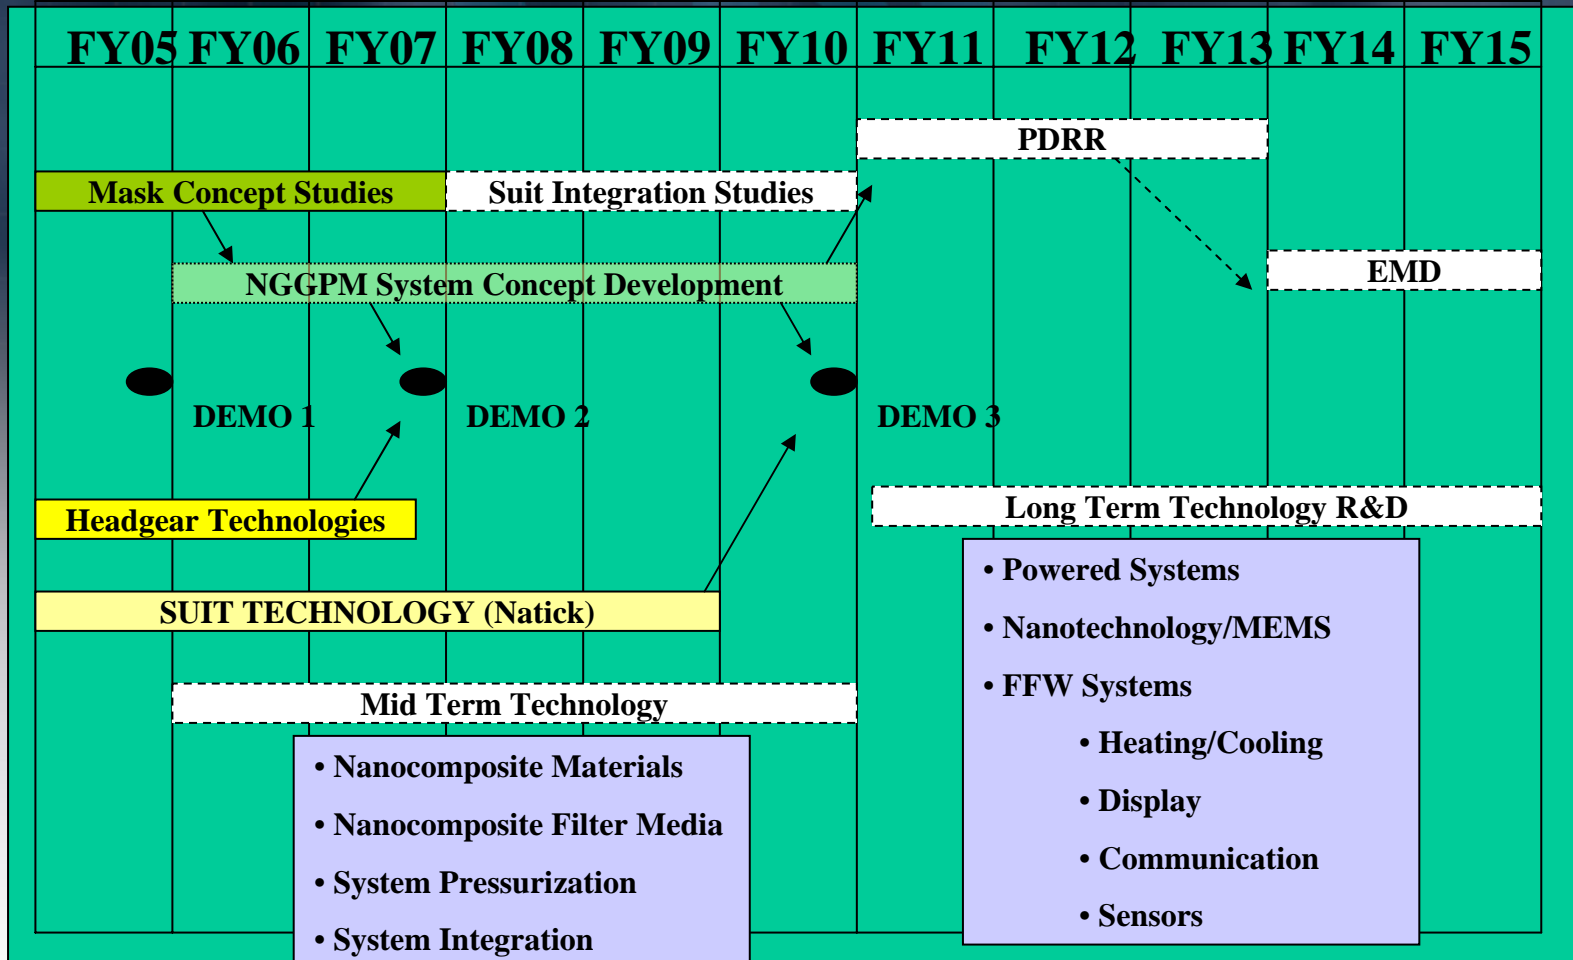 FY05 FY06 FY07 FY08 FY09 FY10 FY11 FY12 FY13 FY14 FY15
PDRR
Mask Concept Studies
Suit Integration Studies
NGGPM System Concept Development
EMD
DEMO 1
DEMO 2
DEMO 3
Headgear Technologies
Long Term Technology R&D
• Powered Systems
• Nanotechnology/MEMS
• FFW Systems
• Heating/Cooling
• Display
• Communication
• Sensors
SUIT TECHNOLOGY (Natick)
Mid Term Technology
• Nanocomposite Materials
• Nanocomposite Filter Media
• System Pressurization
• System Integration